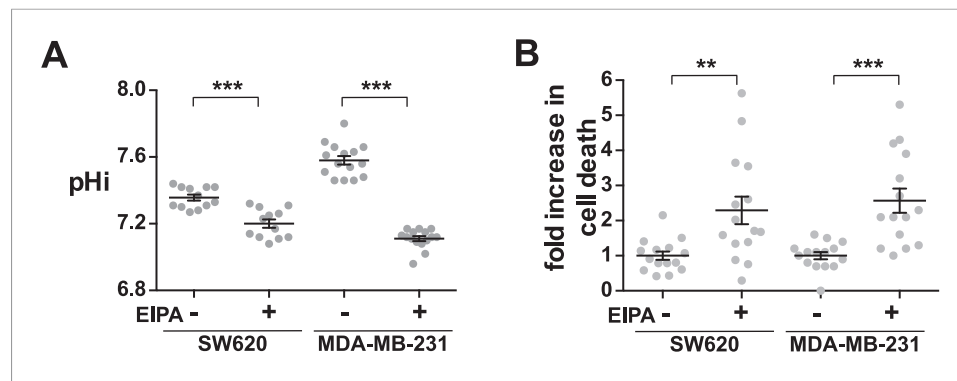 A
*** ***
8.0
7.6
7.2
6.8
pHi
EIPA - + - +
SW620 MDA-MB-231
B
** ***
6
5
4
3
2
1
0
fold increase in
cell death
EIPA - + - +
SW620 MDA-MB-231